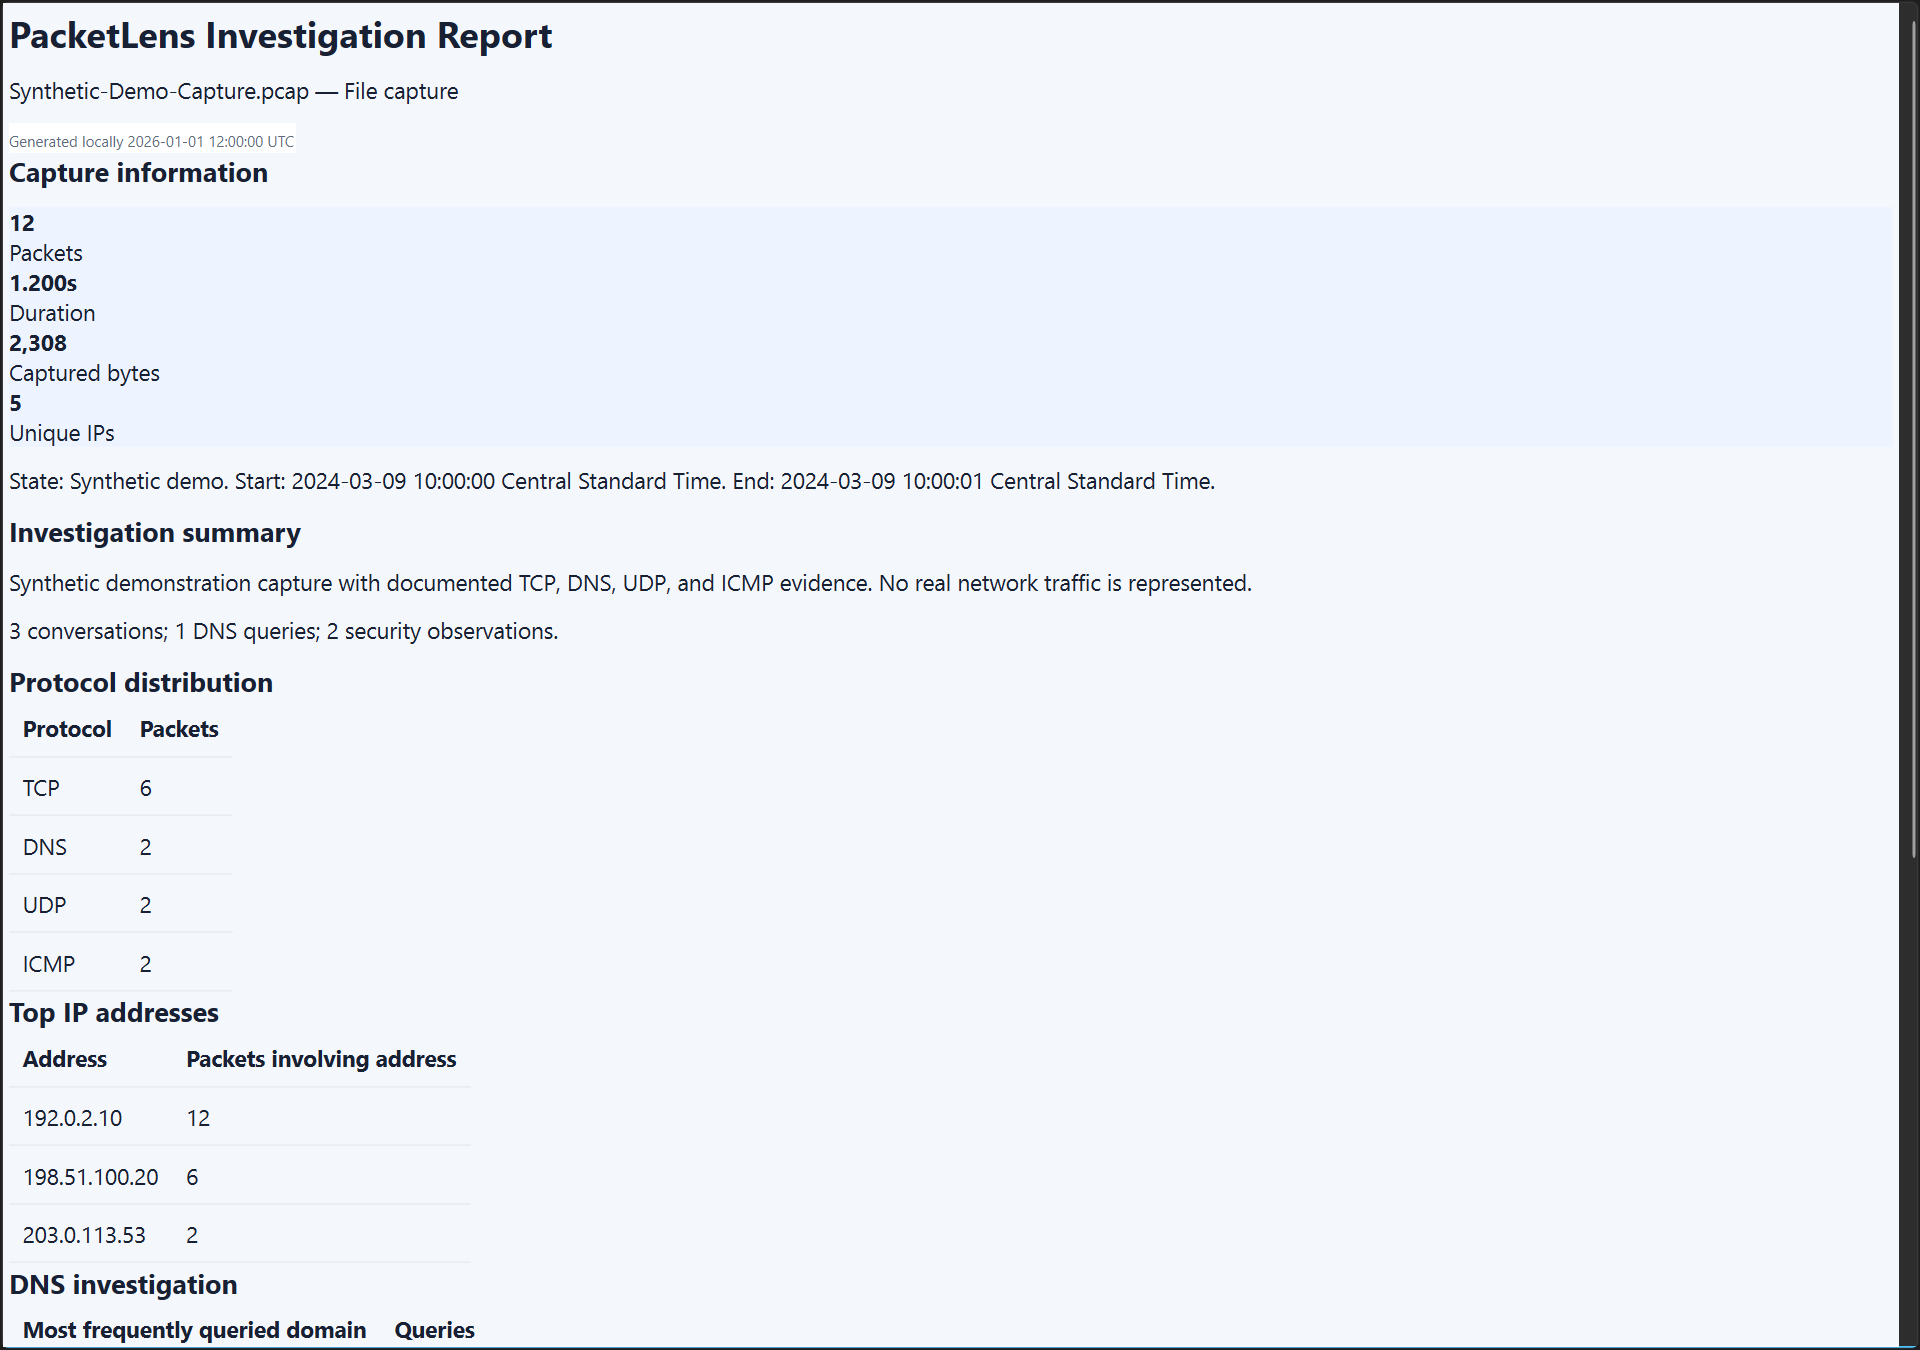 PacketLens Investigation Report
Synthetic-Demo-Capture.pcap — File capture
Generated locally 2026-01-01 12:00:00 UTC
Capture information
12
Packets
1.200s
Duration
2,308
Captured bytes
5
Unique IPs
State: Synthetic demo. Start: 2024-03-09 10:00:00 Central Standard Time. End: 2024-03-09 10:00:01 Central Standard Time.
Investigation summary
Synthetic demonstration capture with documented TCP, DNS, UDP, and ICMP evidence. No real network traffic is represented.
3 conversations; 1 DNS queries; 2 security observations.
Protocol distribution
Protocol Packets
TCP 6
DNS 2
UDP 2
ICMP 2
Top IP addresses
Address Packets involving address
192.0.2.10 12
198.51.100.20 6
203.0.113.53 2
DNS investigation
Most frequently queried domain Queries